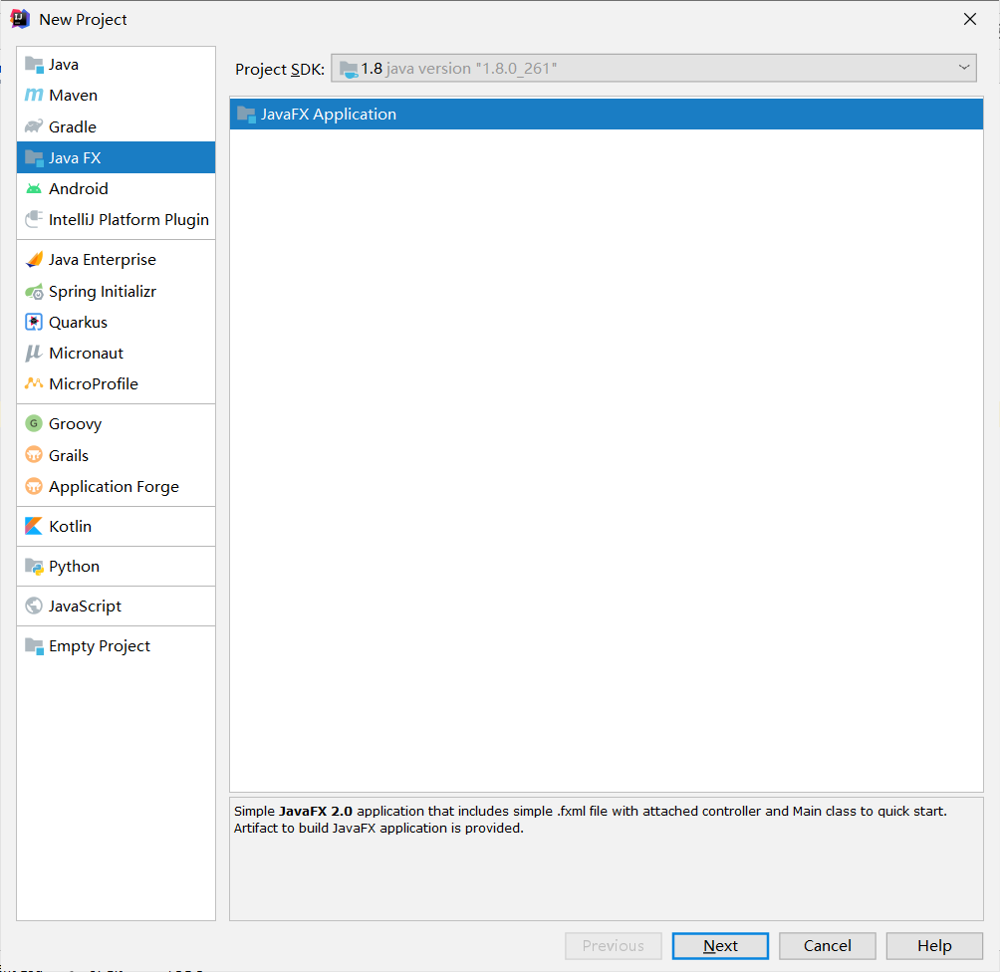 New Project
Java
Maven
Gradle
Java FX
Android
IntelliJ Platform Plugin
Java Enterprise
Spring Initializr
Quarkus
Micronaut
MicroProfile
Groovy
Grails
Application Forge
Kotlin
Python
JavaScript
Empty Project
Project SDK: 1.8 java version "1.8.0_261"
JavaFX Application
Simple JavaFX 2.0 application that includes simple .fxml file with attached controller and Main class to quick start.
Artifact to build JavaFX application is provided.
Previous Next Cancel Help